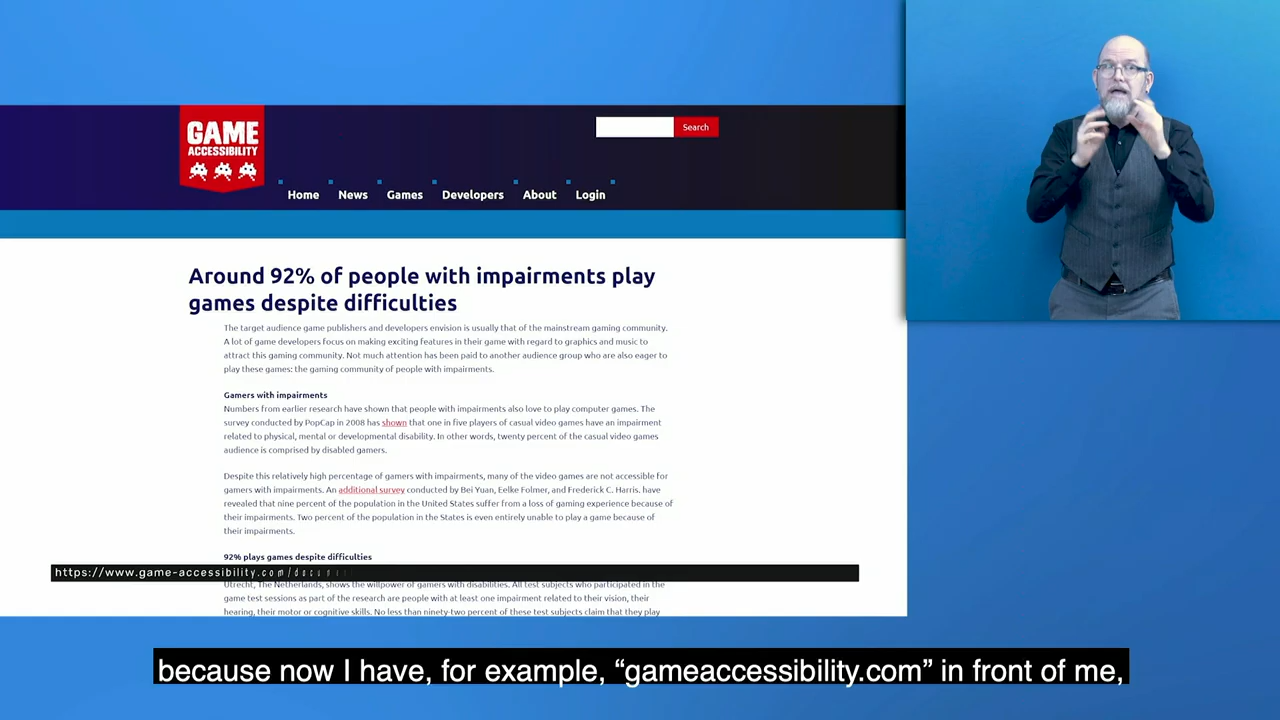 GAME
ACCESSIBILITY
Search
Home
News
Games
Developers
About
Login
Around 92% of people with impairments play
games despite difficulties
The target audience game publishers and developers envision is usually that of the mainstream gaming community.
A lot of game developers focus on making exciting features in their game with regard to graphics and music to
attract this gaming community. Not much attention has been paid to another audience group who are also eager to
play these games: the gaming community of people with impairments.
Gamers with impairments
Numbers from earlier research have shown that people with impairments also love to play computer games. The
survey conducted by PopCap in 2008 has shown that one in five players of casual video games have an impairment
related to physical, mental or developmental disability. In other words, twenty percent of the casual video games
audience is comprised by disabled gamers.
Despite this relatively high percentage of gamers with impairments, many of the video games are not accessible for
gamers with impairments. An additional survey conducted by Bei Yuan, Eelke Folmer, and Frederick C. Harris. have
revealed that nine percent of the population in the United States suffer from a loss of gaming experience because of
their impairments. Two percent of the population in the States is even entirely unable to play a game because of
their impairments.
92% plays games despite difficulties
https://www.game-accessibility.com/docum
Utrecht, The Netherlands, shows the willpower of gamers with disabilities. All test subjects who participated in the
game test sessions as part of the research are people with at least one impairment related to their vision, their
hearing, their motor or cognitive skills. No less than ninety-two percent of these test subjects claim that they play
because now I have, for example, “gameaccessibility.com” in front of me,